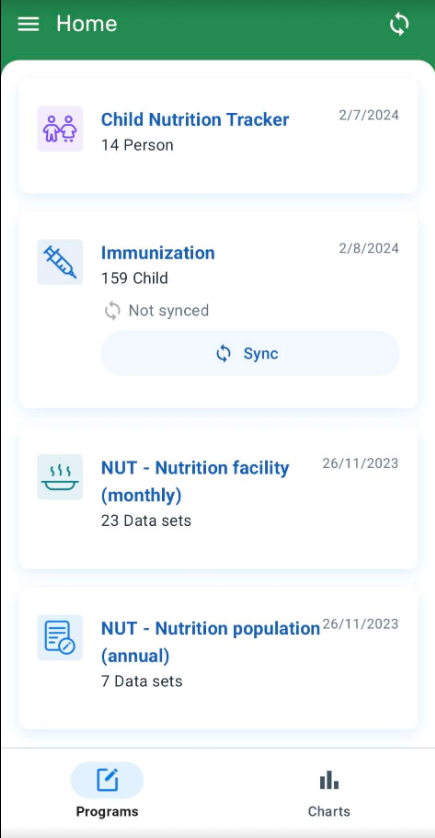 Home
Child Nutrition Tracker
2/7/2024
14 Person
Immunization
2/8/2024
159 Child
Not synced
Sync
NUT - Nutrition facility
26/11/2023
(monthly)
23 Data sets
NUT - Nutrition population
26/11/2023
(annual)
7 Data sets
Programs
Charts